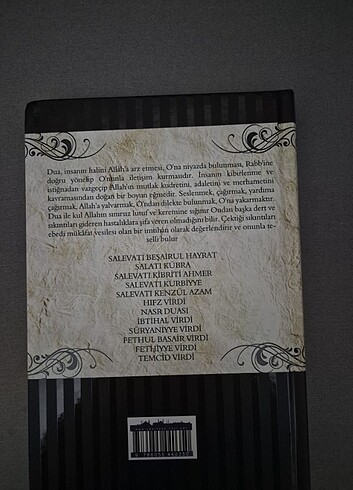 Dua, insanın halini Allah'a arz etmesi, O'na niyazda bulunması, Rabb'ine
doğru yönelip O'nunla iletişim kurmasıdır. İmanın kibirlenme ve
istiğnadan vazgeçip Allah'ın mutlak kudretini, adaletini ve merhametini
kavramasından doğan bir boyun eğmedir. Seslenmek, çağırmak, yardıma
çağırmak, Allah'a yalvarmak, O'ndan dilekte bulunmak, O'na yakarmaktır.
Dua ile kul Allahın sınırsız lutuf ve keremine sığınır Ondan başka dert ve
sıkıntıları gideren hastalıklara şifa veren olmadığını bilir. Çektiği sıkıntıları
ebedi mükâfat vesilesi olan bir imtihan olarak değerlendirir ve onunla te-
selli bulur
SALEVATI BEŞAİRUL HAYRAT
SALATI KÜBRA
SALEVATI KİBRİTİ AHMER
SALEVATI KURBİYYE
SALEVATI KENZÜL AZAM
HIFZ VİRDİ
NASR DUASI
İBTİHAL VİRDİ
SÜRYANİYYE VİRDİ
FETHUL BASAİR VİRDİ
FETHİYYE VİRDİ
TEMCİD VİRDİ